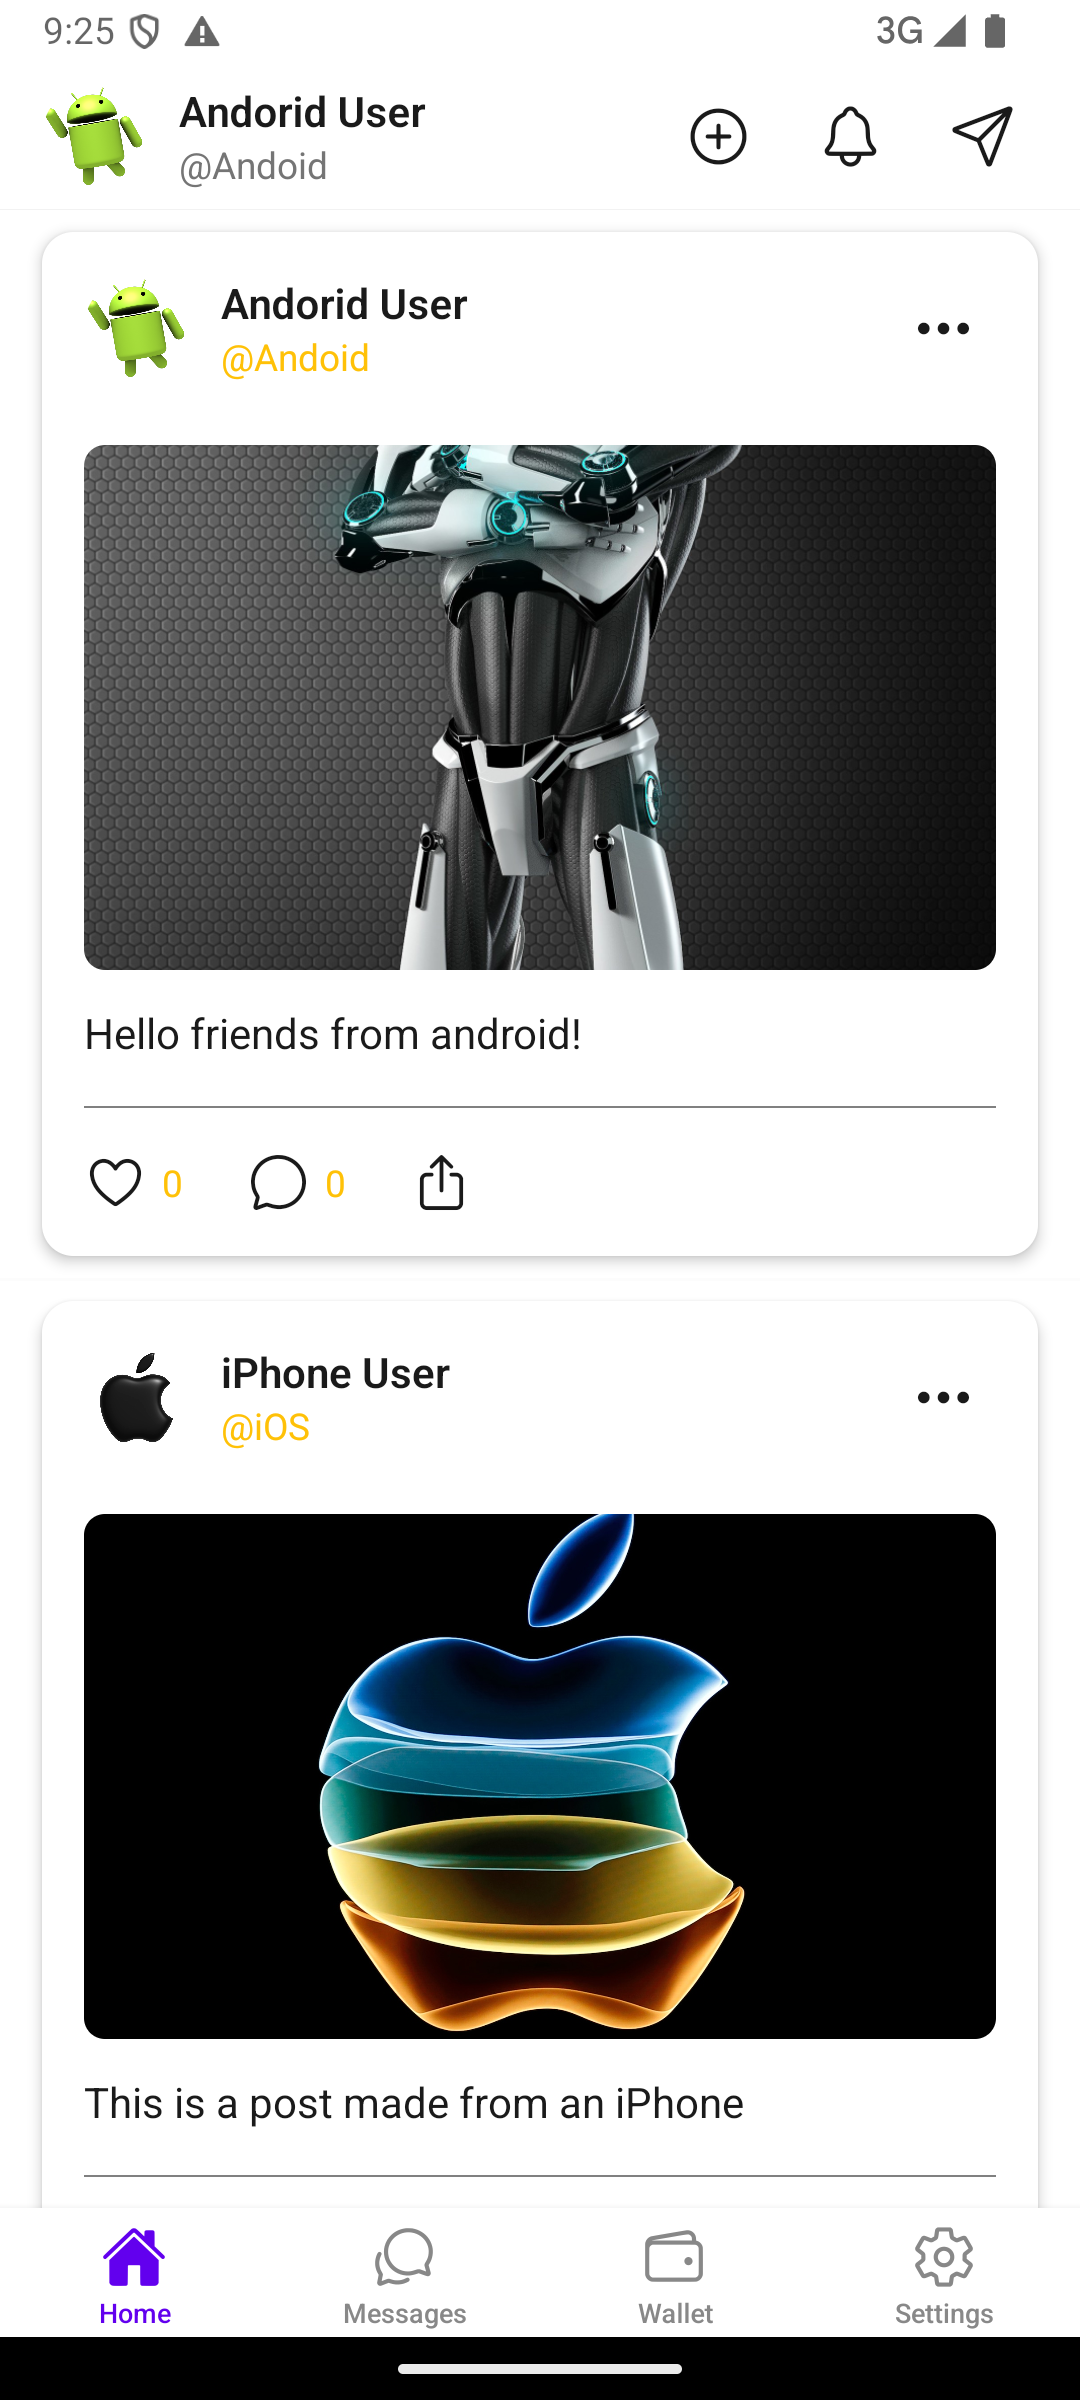 9:25
3G
Andorid User
@Andoid
Andorid User
@Andoid
Hello friends from android!
0 0
iPhone User
@iOS
This is a post made from an iPhone
Home Messages Wallet Settings